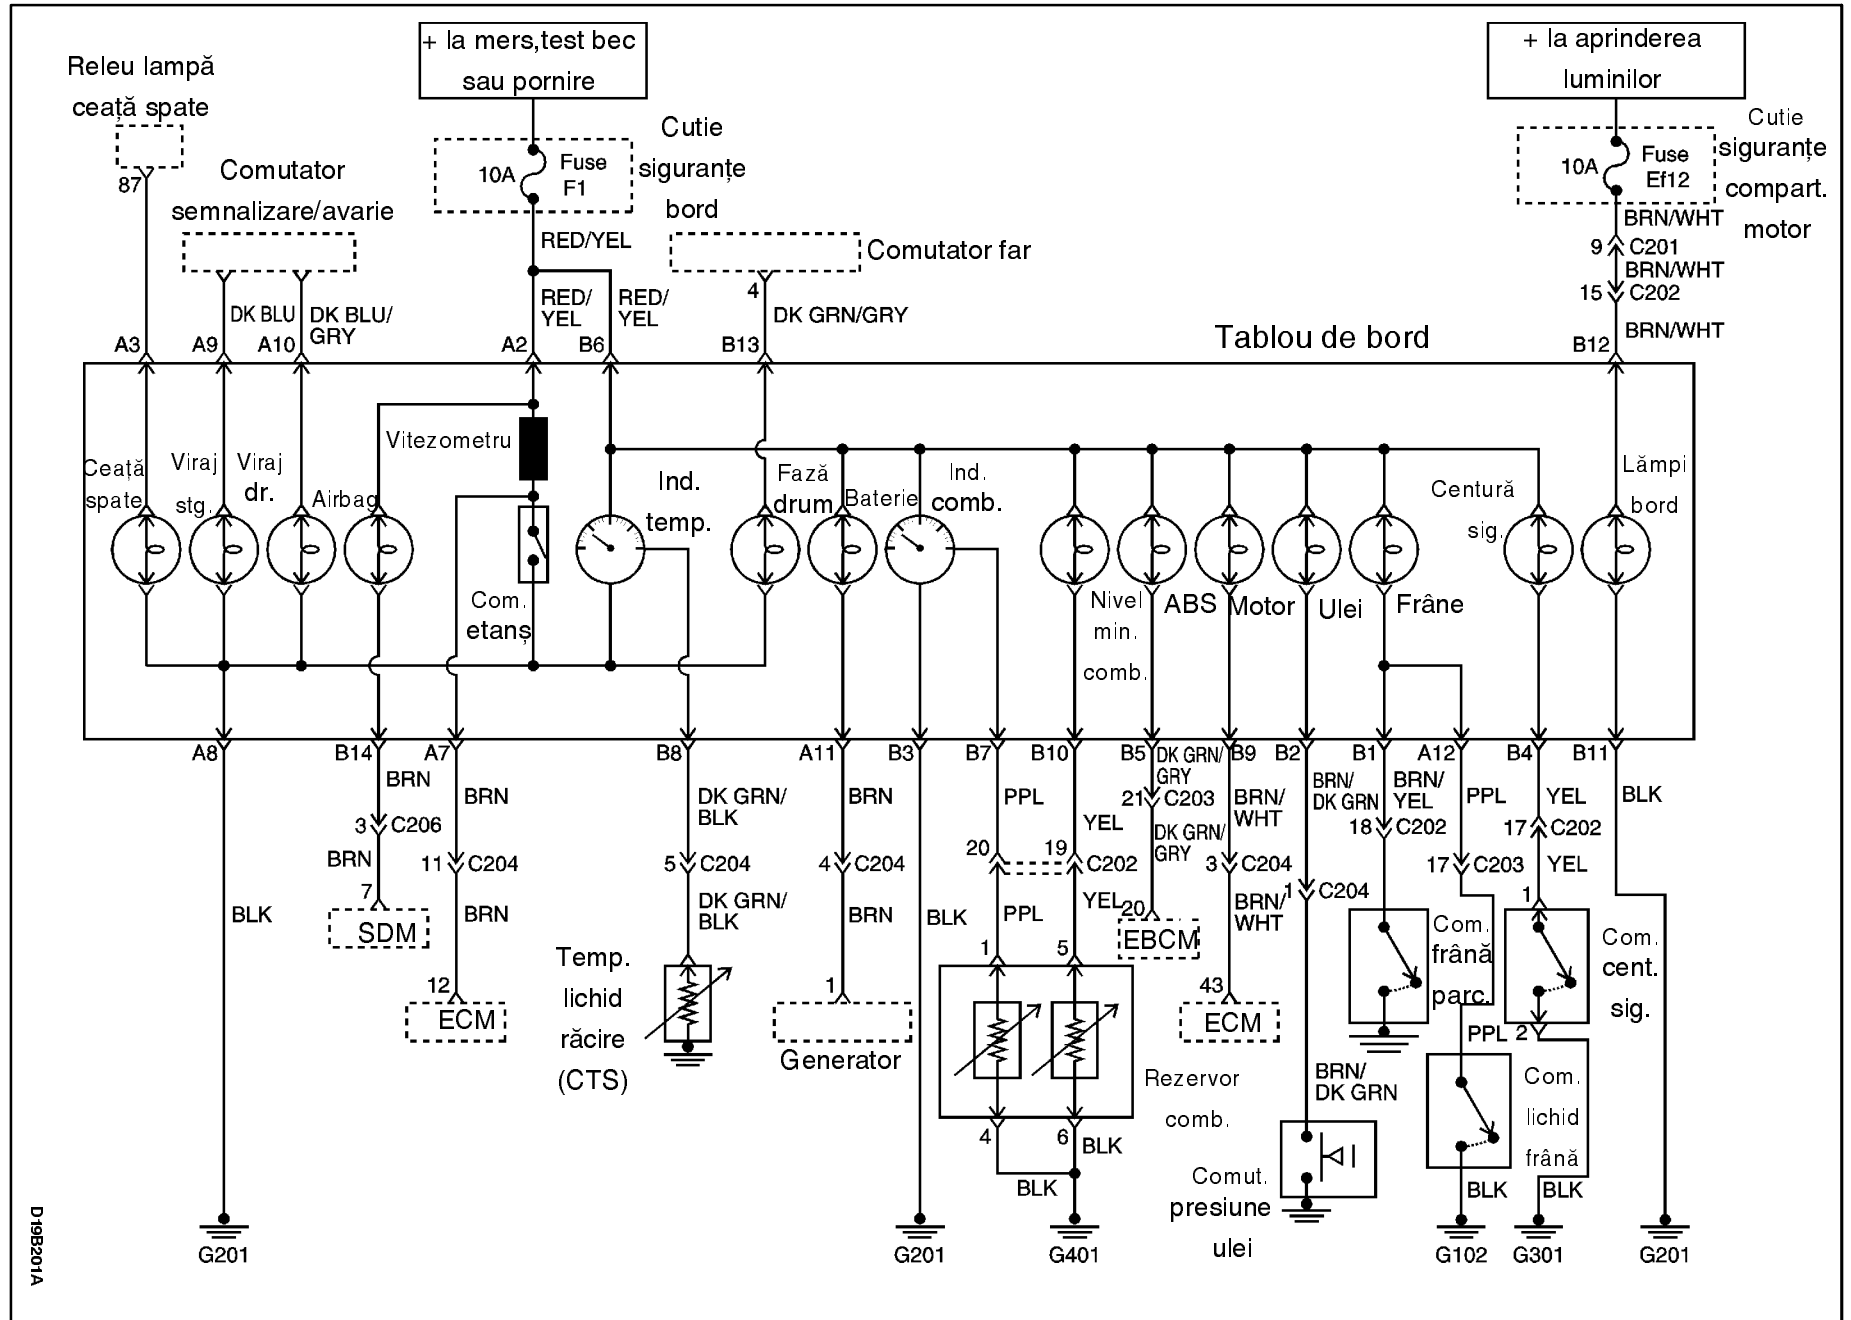 + la mers,test bec
sau pornire
+ la aprinderea
luminilor
Releu lampă
ceață spate
87
Comutator
semnalizare/avarie
10A
Fuse
F1
Cutie
siguranțe
bord
10A
Fuse
Ef12
Cutie
siguranțe
compart.
motor
RED/YEL
Comutator far
4
BRN/WHT
9 C201
BRN/WHT
15 C202
BRN/WHT
DK BLU
DK BLU/
GRY
RED/
YEL
RED/
YEL
DK GRN/GRY
Tablou de bord
A3 A9 A10 A2 B6 B13 B12
Vitezometru
Ceață
spate
Viraj
stg.
Viraj
dr.
Airbag
Ind.
temp.
Fază
drum
Baterie
Ind.
comb.
Centură
sig.
Lămpi
bord
Com.
etanș
Nivel
min.
comb.
ABS
Motor
Ulei
Frâne
A8 B14 A7 B8 A11 B3 B7 B10 B5 B9 B2 B1 A12 B4 B11
BRN
3 C206
BRN
7
SDM
BLK
BRN
11 C204
BRN
12
ECM
DK GRN/
BLK
5 C204
DK GRN/
BLK
Temp.
lichid
răcire
(CTS)
BRN
4 C204
BRN
1
Generator
BLK
PPL
20
PPL
1
YEL
19
C202
YEL
5
4
6
BLK
BLK
Rezervor
comb.
DK GRN/
GRY
21 C203
DK GRN/
GRY
20
EBCM
BRN/
WHT
3 C204
BRN/
WHT
43
ECM
BRN/
DK GRN
1 C204
BRN/
DK GRN
Comut.
presiune
ulei
BRN/
YEL
18 C202
Com.
frână
parc.
PPL
17 C203
PPL
Com.
lichid
frână
BLK
YEL
17 C202
YEL
1
2
Com.
cent.
sig.
BLK
BLK
G201
G201
G401
G102
G301
G201
D19B201A